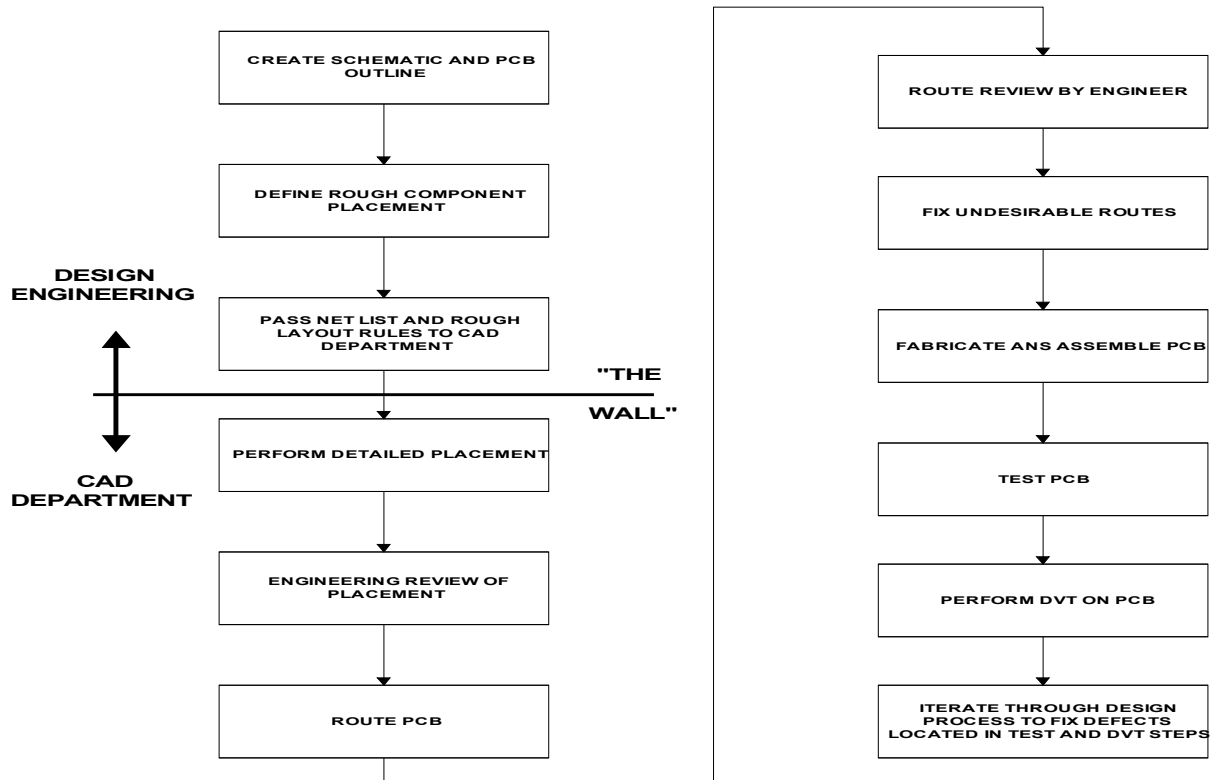 CREATE SCHEMATIC AND PCB
OUTLINE
DEFINE ROUGH COMPONENT
PLACEMENT
DESIGN
ENGINEERING
PASS NET LIST AND ROUGH
LAYOUT RULES TO CAD
DEPARTMENT
"THE
WALL"
PERFORM DETAILED PLACEMENT
CAD
DEPARTMENT
ENGINEERING REVIEW OF
PLACEMENT
ROUTE PCB
ROUTE REVIEW BY ENGINEER
FIX UNDESIRABLE ROUTES
FABRICATE ANS ASSEMBLE PCB
TEST PCB
PERFORM DVT ON PCB
ITERATE THROUGH DESIGN
PROCESS TO FIX DEFECTS
LOCATED IN TEST AND DVT STEPS